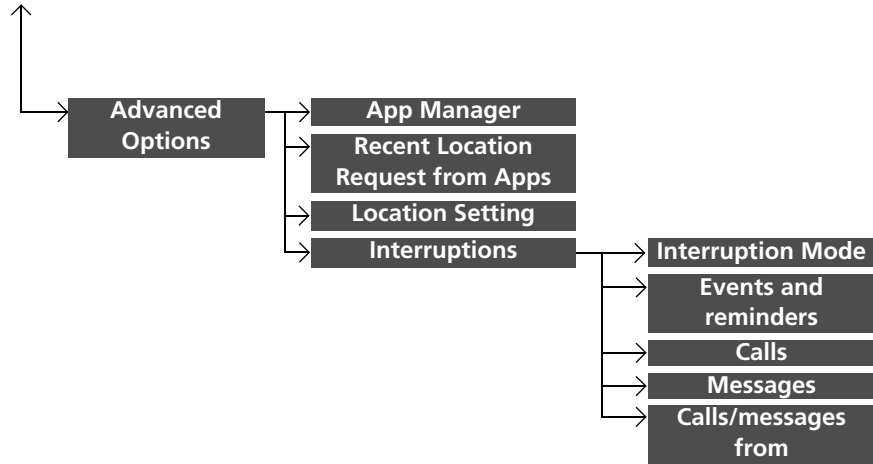 Advanced
Options
App Manager
Recent Location
Request from Apps
Location Setting
Interruptions
Interruption Mode
Events and
reminders
Calls
Messages
Calls/messages
from